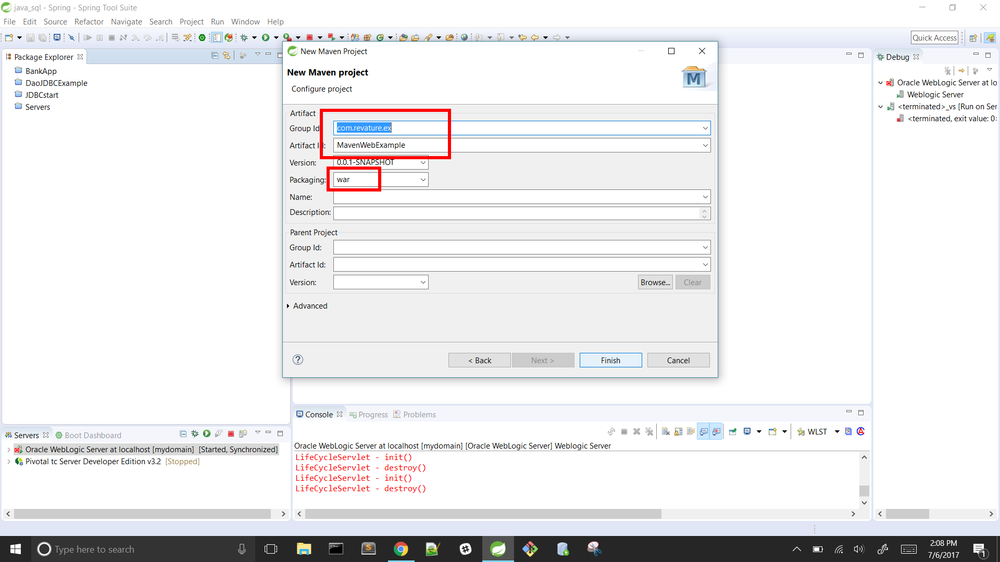 java_sql - Spring - Spring Tool Suite
File Edit Source Refactor Navigate Search Project Run Window Help
Quick Access
Package Explorer
BankApp
DaoJDBCExample
JDBCstart
Servers
New Maven Project
New Maven project
Configure project
M
Artifact
Group Id
com.revature.ex
Artifact Id:
MavenWebExample
Version:
0.0.1-SNAPSHOT
Packaging:
war
Name:
Description:
Parent Project
Group Id:
Artifact Id:
Version:
Browse... Clear
Advanced
?
< Back Next > Finish Cancel
Debug
Oracle WebLogic Server at lo
Weblogic Server
<terminated>_vs [Run on Ser
<terminated, exit value: 0>
Servers Boot Dashboard
Oracle WebLogic Server at localhost [mydomain] [Started, Synchronized]
Pivotal tc Server Developer Edition v3.2 [Stopped]
Console Progress Problems
WLST
Oracle WebLogic Server at localhost [mydomain] [Oracle WebLogic Server] Weblogic Server
LifeCycleServlet - init()
LifeCycleServlet - destroy()
LifeCycleServlet - init()
LifeCycleServlet - destroy()
Type here to search
2:08 PM
7/6/2017
1